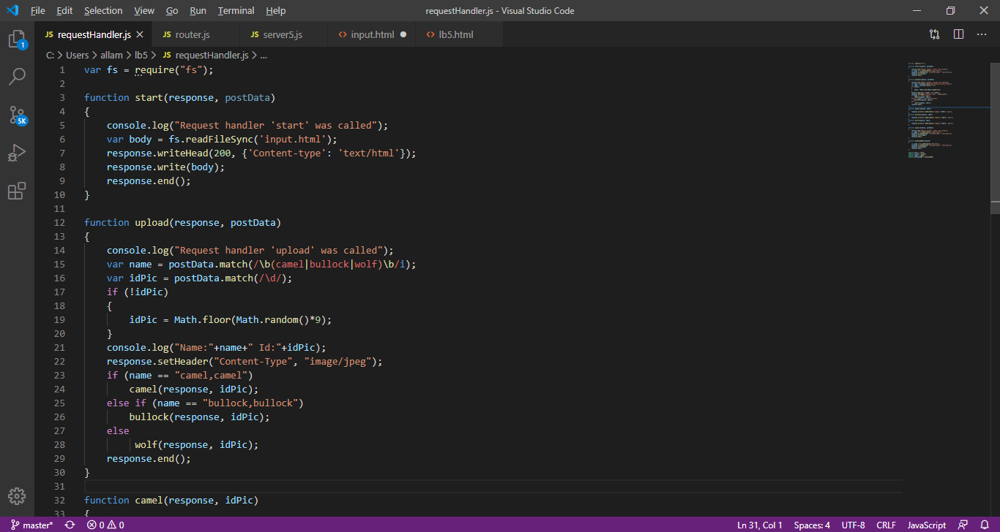 File Edit Selection View Go Run Terminal Help requestHandler.js - Visual Studio Code
JS requestHandler.js JS router.js JS server5.js <> input.html <> lb5.html
C: > Users > allam > lb5 > JS requestHandler.js > ...
1 var fs = require("fs");
2
3 function start(response, postData)
4 {
5 console.log("Request handler 'start' was called");
6 var body = fs.readFileSync('input.html');
7 response.writeHead(200, {'Content-type': 'text/html'});
8 response.write(body);
9 response.end();
10 }
11
12 function upload(response, postData)
13 {
14 console.log("Request handler 'upload' was called");
15 var name = postData.match(/\b(camel|bullock|wolf)\b/i);
16 var idPic = postData.match(/\d/);
17 if (!idPic)
18 {
19 idPic = Math.floor(Math.random()*9);
20 }
21 console.log("Name:"+name+" Id:"+idPic);
22 response.setHeader("Content-Type", "image/jpeg");
23 if (name == "camel,camel")
24 camel(response, idPic);
25 else if (name == "bullock,bullock")
26 bullock(response, idPic);
27 else
28 wolf(response, idPic);
29 response.end();
30 }
31
32 function camel(response, idPic)
33 {
1
5K
master* 0 0 Ln 31, Col 1 Spaces: 4 UTF-8 CRLF JavaScript